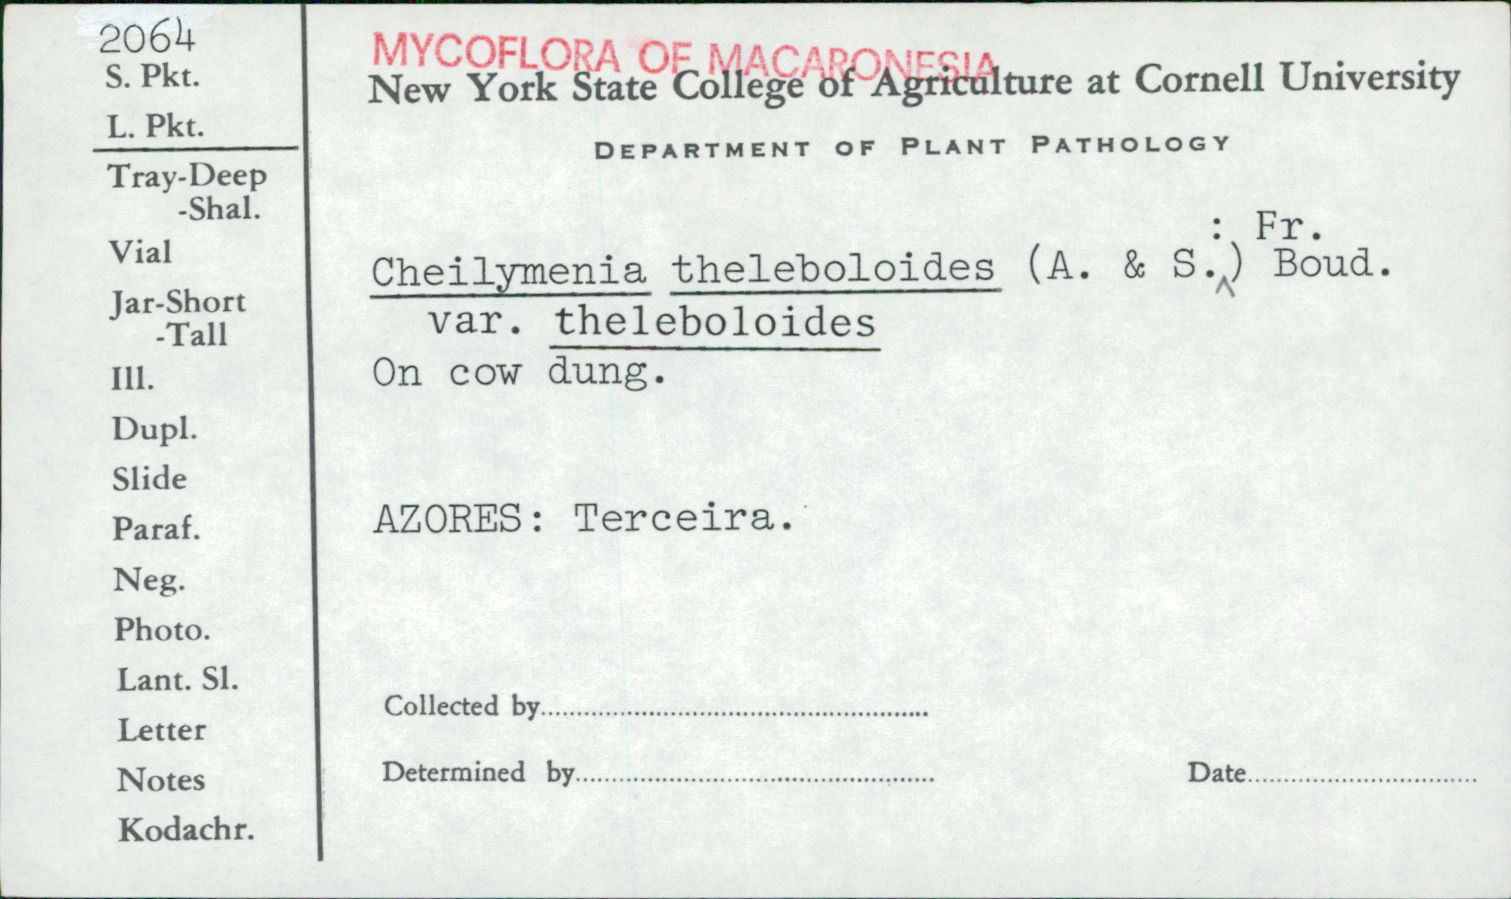 2064
S. Pkt.
L. Pkt.
Tray-Deep
-Shal.
Vial
Jar-Short
-Tall
Ill.
Dupl.
Slide
Paraf.
Neg.
Photo.
Lant. Sl.
Letter
Notes
Kodachr.
MYCOFLORA OF MACARONESIA
New York State College of Agriculture at Cornell University
DEPARTMENT OF PLANT PATHOLOGY
: Fr.
Cheilymenia theleboloides (A. & S.^) Boud.
var. theleboloides
On cow dung.
AZORES: Terceira.
Collected by
Determined by
Date